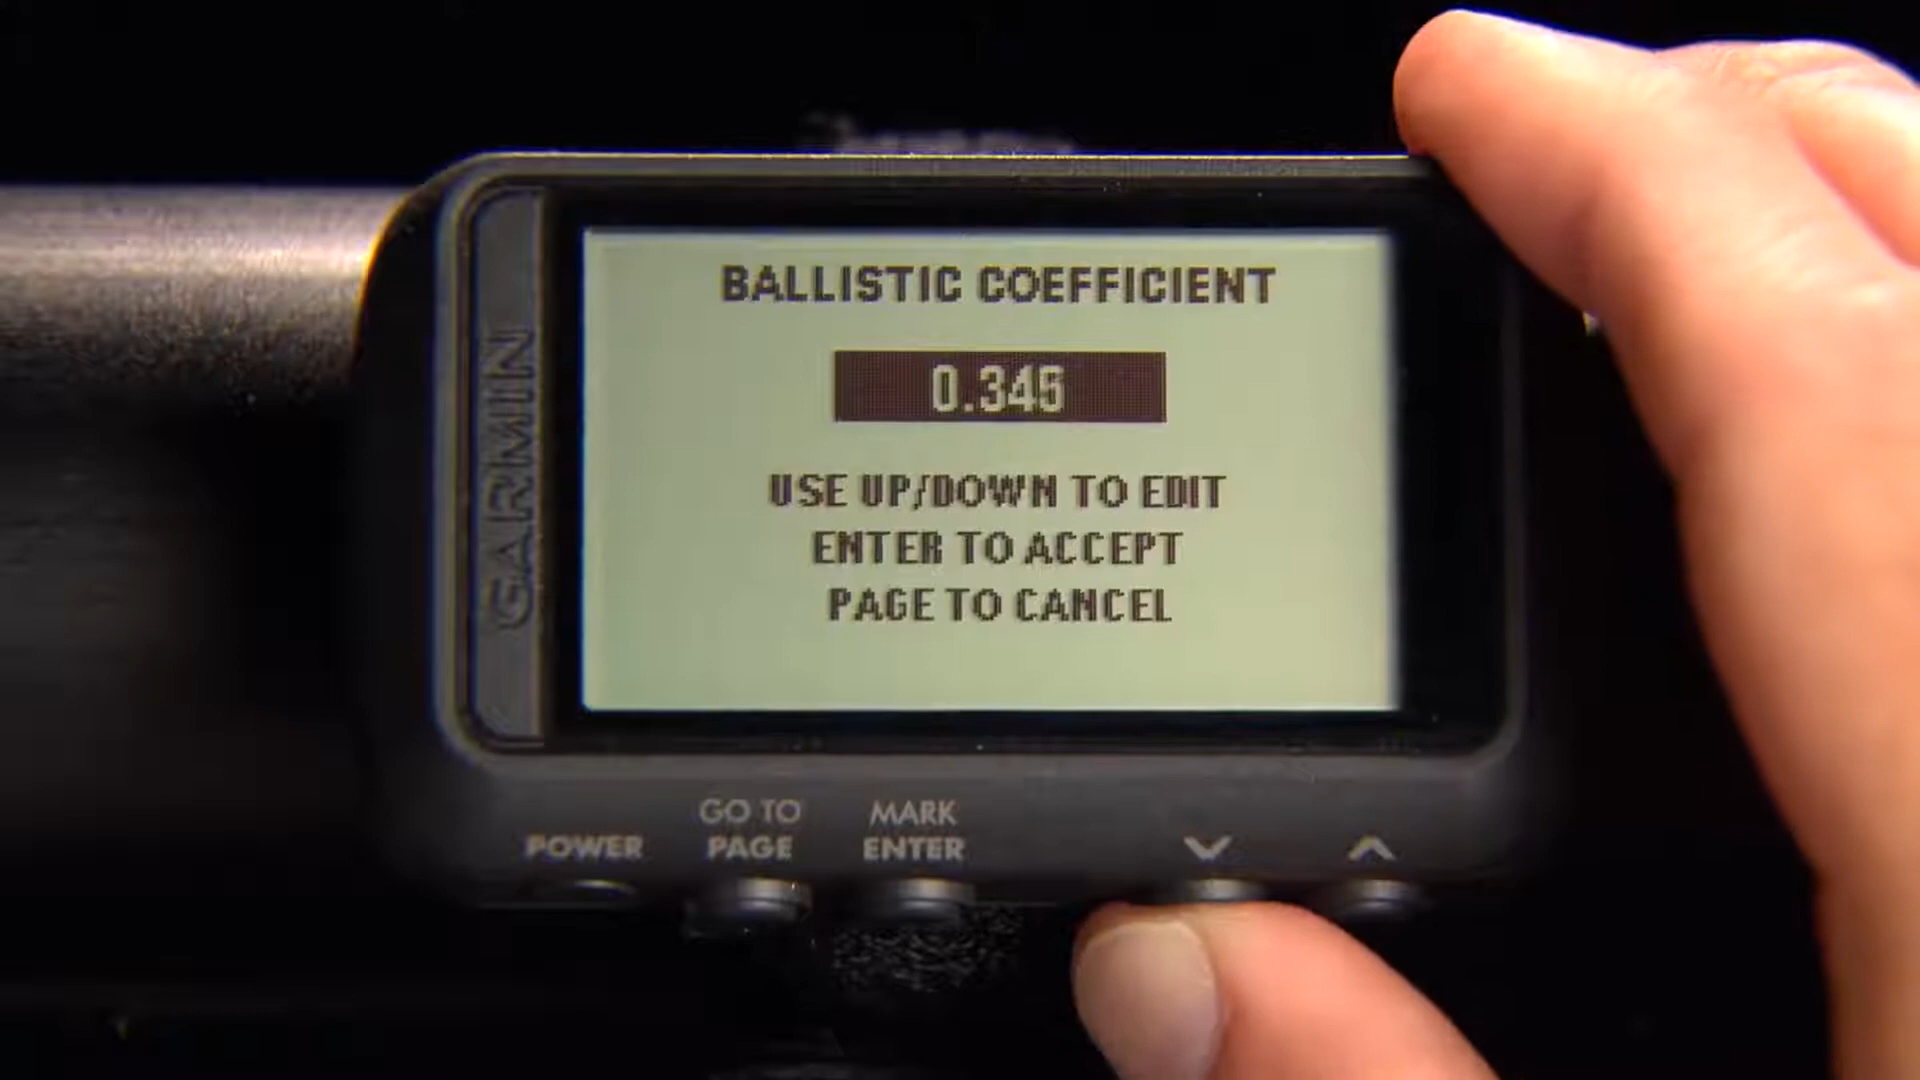 BALLISTIC COEFFICIENT
0.345
USE UP/DOWN TO EDIT
ENTER TO ACCEPT
PAGE TO CANCEL
GARMIN
POWER
GO TO
PAGE
MARK
ENTER